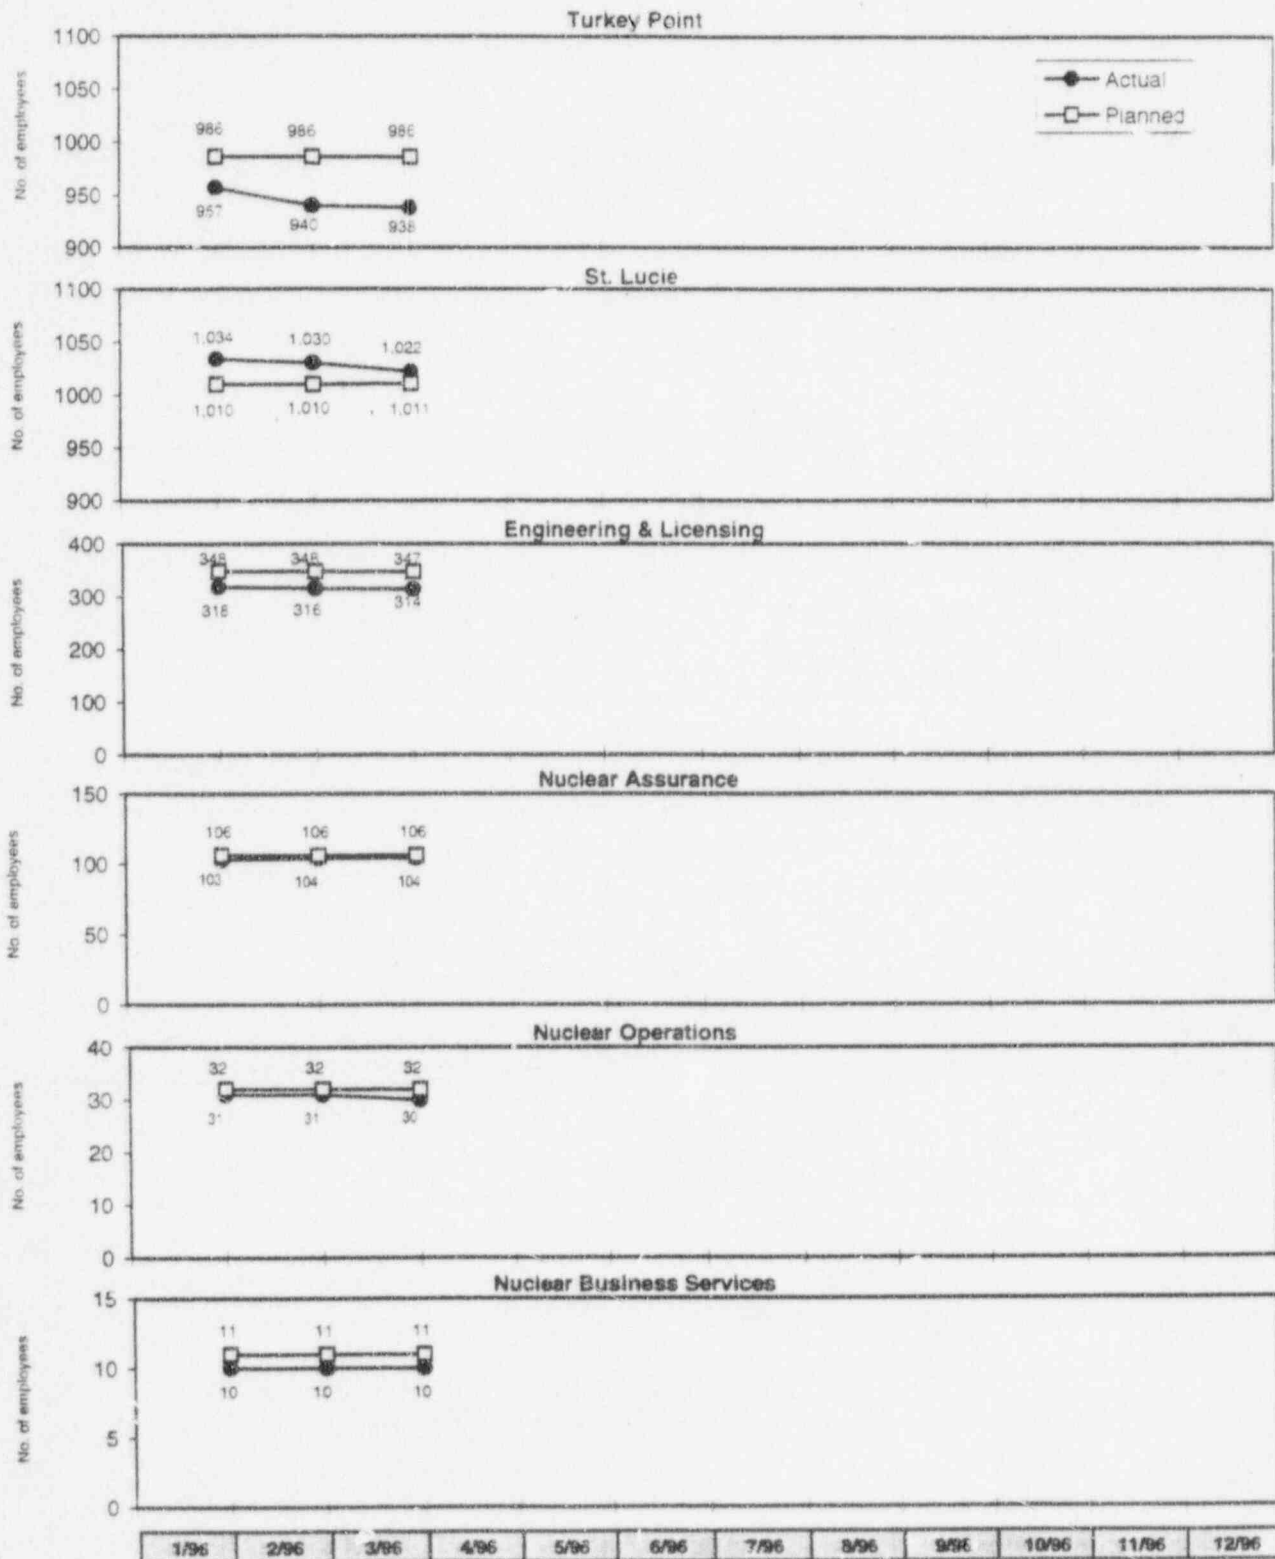 Turkey Point
No. of employees
1100
1050
1000
950
900
986 986 986
957 940 938
Actual
Planned
St. Lucie
No. of employees
1100
1050
1000
950
900
1,034 1,030 1,022
1,010 1,010 1,011
Engineering & Licensing
No. of employees
400
300
200
100
0
348 348 347
318 316 314
Nuclear Assurance
No. of employees
150
100
50
0
106 106 106
103 104 104
Nuclear Operations
No. of employees
40
30
20
10
0
32 32 32
31 31 30
Nuclear Business Services
No. of employees
15
10
5
0
11 11 11
10 10 10
1/96 2/96 3/96 4/96 5/96 6/96 7/96 8/96 9/96 10/96 11/96 12/96